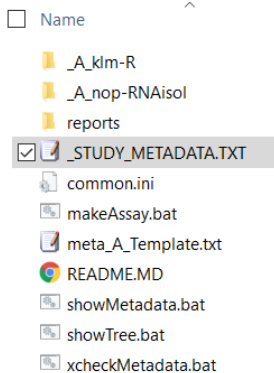 Name
_A_klm-R
_A_nop-RNAisol
reports
_STUDY_METADATA.TXT
common.ini
makeAssay.bat
meta_A_Template.txt
README.MD
showMetadata.bat
showTree.bat
xcheckMetadata.bat